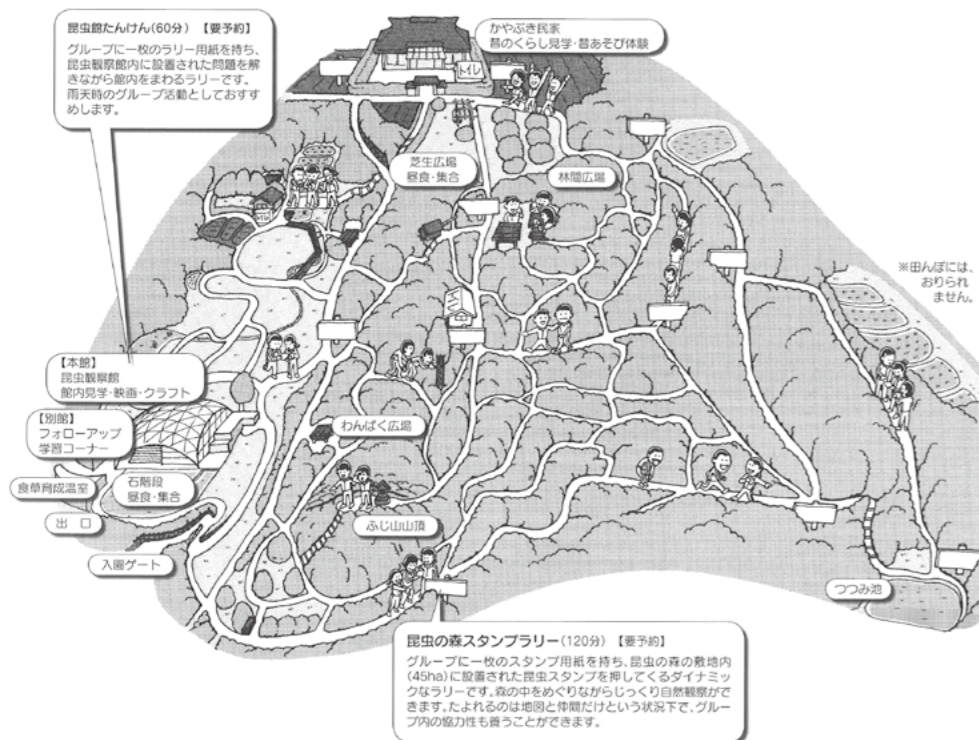 昆虫館たんけん(60分) 【要予約】
グループに一枚のラリー用紙を持ち、
昆虫観察館内に設置された問題を解
きながら館内をまわるラリーです。
雨天時のグループ活動としておすす
めします。
かやぶき民家
昔のくらし見学・昔あそび体験
トイレ
芝生広場
昼食・集合
林間広場
トイレ
※田んぼには、
おりられ
ません。
【本館】
昆虫観察館
館内見学・映画・クラフト
【別館】
フォローアップ
学習コーナー
わんぱく広場
食草育成温室
石階段
昼食・集合
出 口
ふじ山山頂
入園ゲート
つつみ池
昆虫の森スタンプラリー(120分) 【要予約】
グループに一枚のスタンプ用紙を持ち、昆虫の森の敷地内
(45ha)に設置された昆虫スタンプを押してくるダイナミッ
クなラリーです。森の中をめぐりながらじっくり自然観察がで
きます。たよれるのは地図と仲間だけという状況下で、グルー
プ内の協力性も養うことができます。